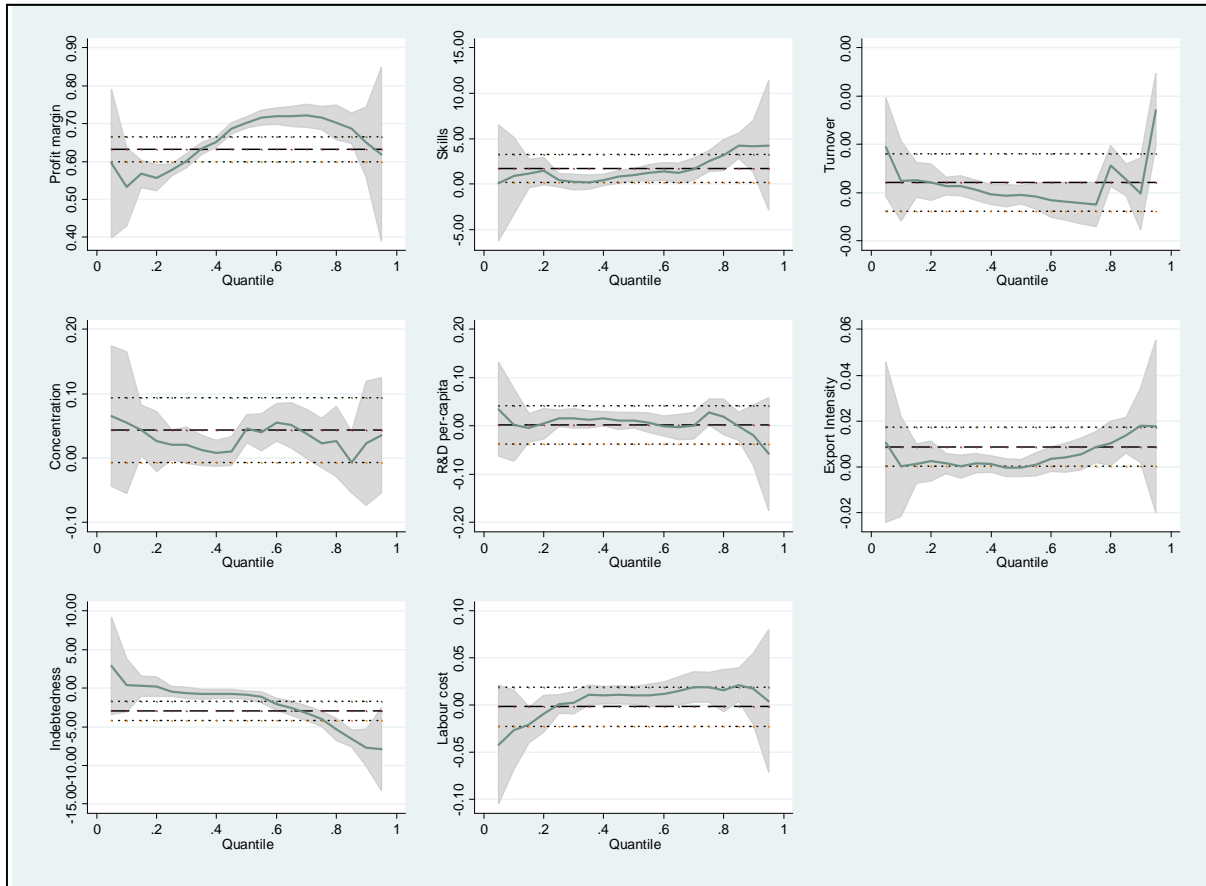 Profit margin
0.40 0.50 0.60 0.70 0.80 0.90
0 .2 .4 .6 .8 1
Quantile
Skills
-5.00 0.00 5.00 10.00 15.00
0 .2 .4 .6 .8 1
Quantile
Turnover
-0.00 0.00 0.00 0.00 0.00
0 .2 .4 .6 .8 1
Quantile
Concentration
-0.10 0.00 0.10 0.20
0 .2 .4 .6 .8 1
Quantile
R&D per-capita
-0.20 -0.10 0.00 0.10 0.20
0 .2 .4 .6 .8 1
Quantile
Export Intensity
-0.02 0.00 0.02 0.04 0.06
0 .2 .4 .6 .8 1
Quantile
Indebtedness
-15.00 -10.00 -5.00 0.00 5.00 10.00
0 .2 .4 .6 .8 1
Quantile
Labour cost
-0.10 -0.05 0.00 0.05 0.10
0 .2 .4 .6 .8 1
Quantile